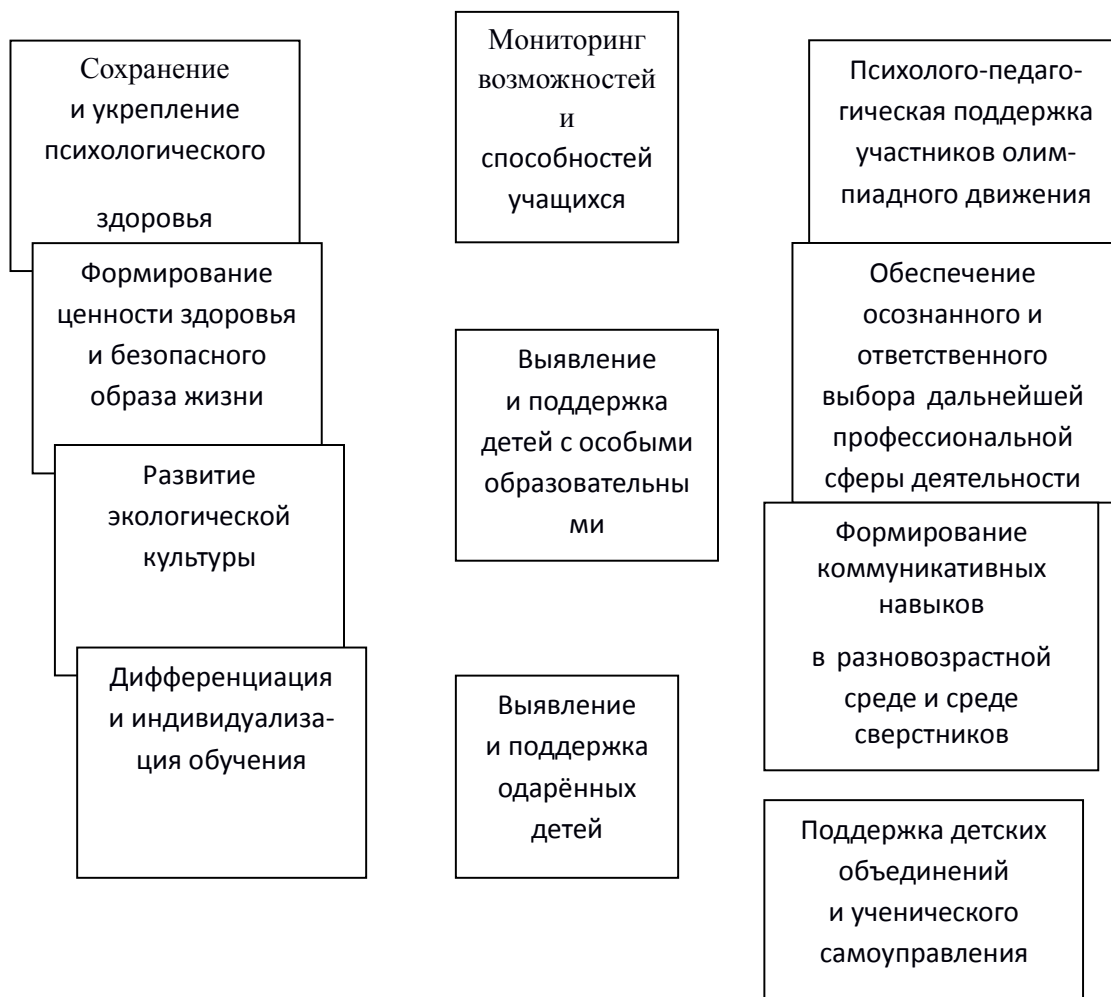 Сохранение
и укрепление
психологического
здоровья
Формирование
ценности здоровья
и безопасного
образа жизни
Развитие
экологической
культуры
Дифференциация
и индивидуализа-
ция обучения
Мониторинг
возможностей
и
способностей
учащихся
Выявление
и поддержка
детей с особыми
образовательны
ми
Выявление
и поддержка
одарённых
детей
Психолого-педаго-
гическая поддержка
участников олим-
пиадного движения
Обеспечение
осознанного и
ответственного
выбора дальнейшей
профессиональной
сферы деятельности
Формирование
коммуникативных
навыков
в разновозрастной
среде и среде
сверстников
Поддержка детских
объединений
и ученического
самоуправления